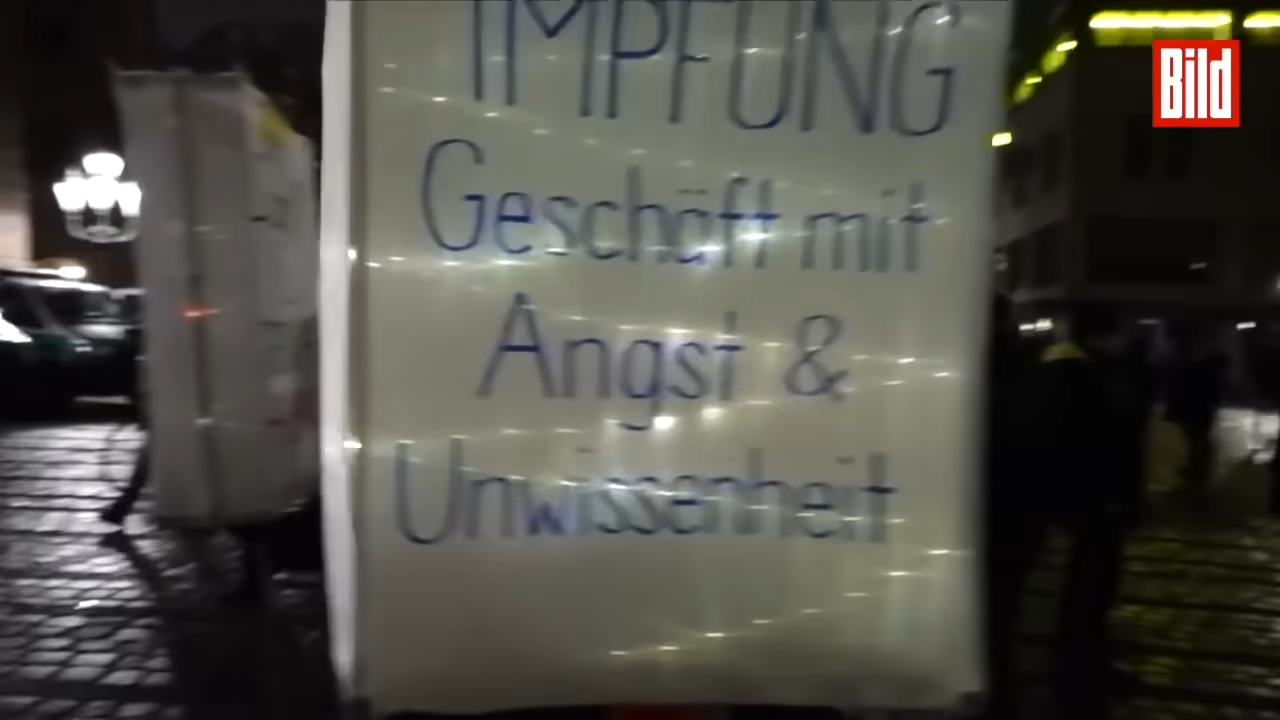 IMPFUNG
Geschäft mit
Angst &
Unwissenheit
Bild